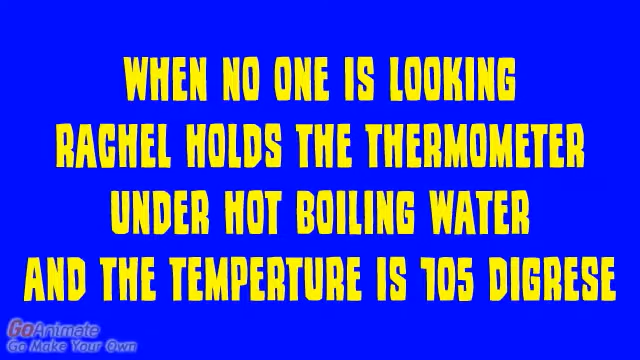 WHEN NO ONE IS LOOKING
RACHEL HOLDS THE THERMOMETER
UNDER HOT BOILING WATER
AND THE TEMPERTURE IS 105 DIGRESE
GoAnimate
Go Make Your Own